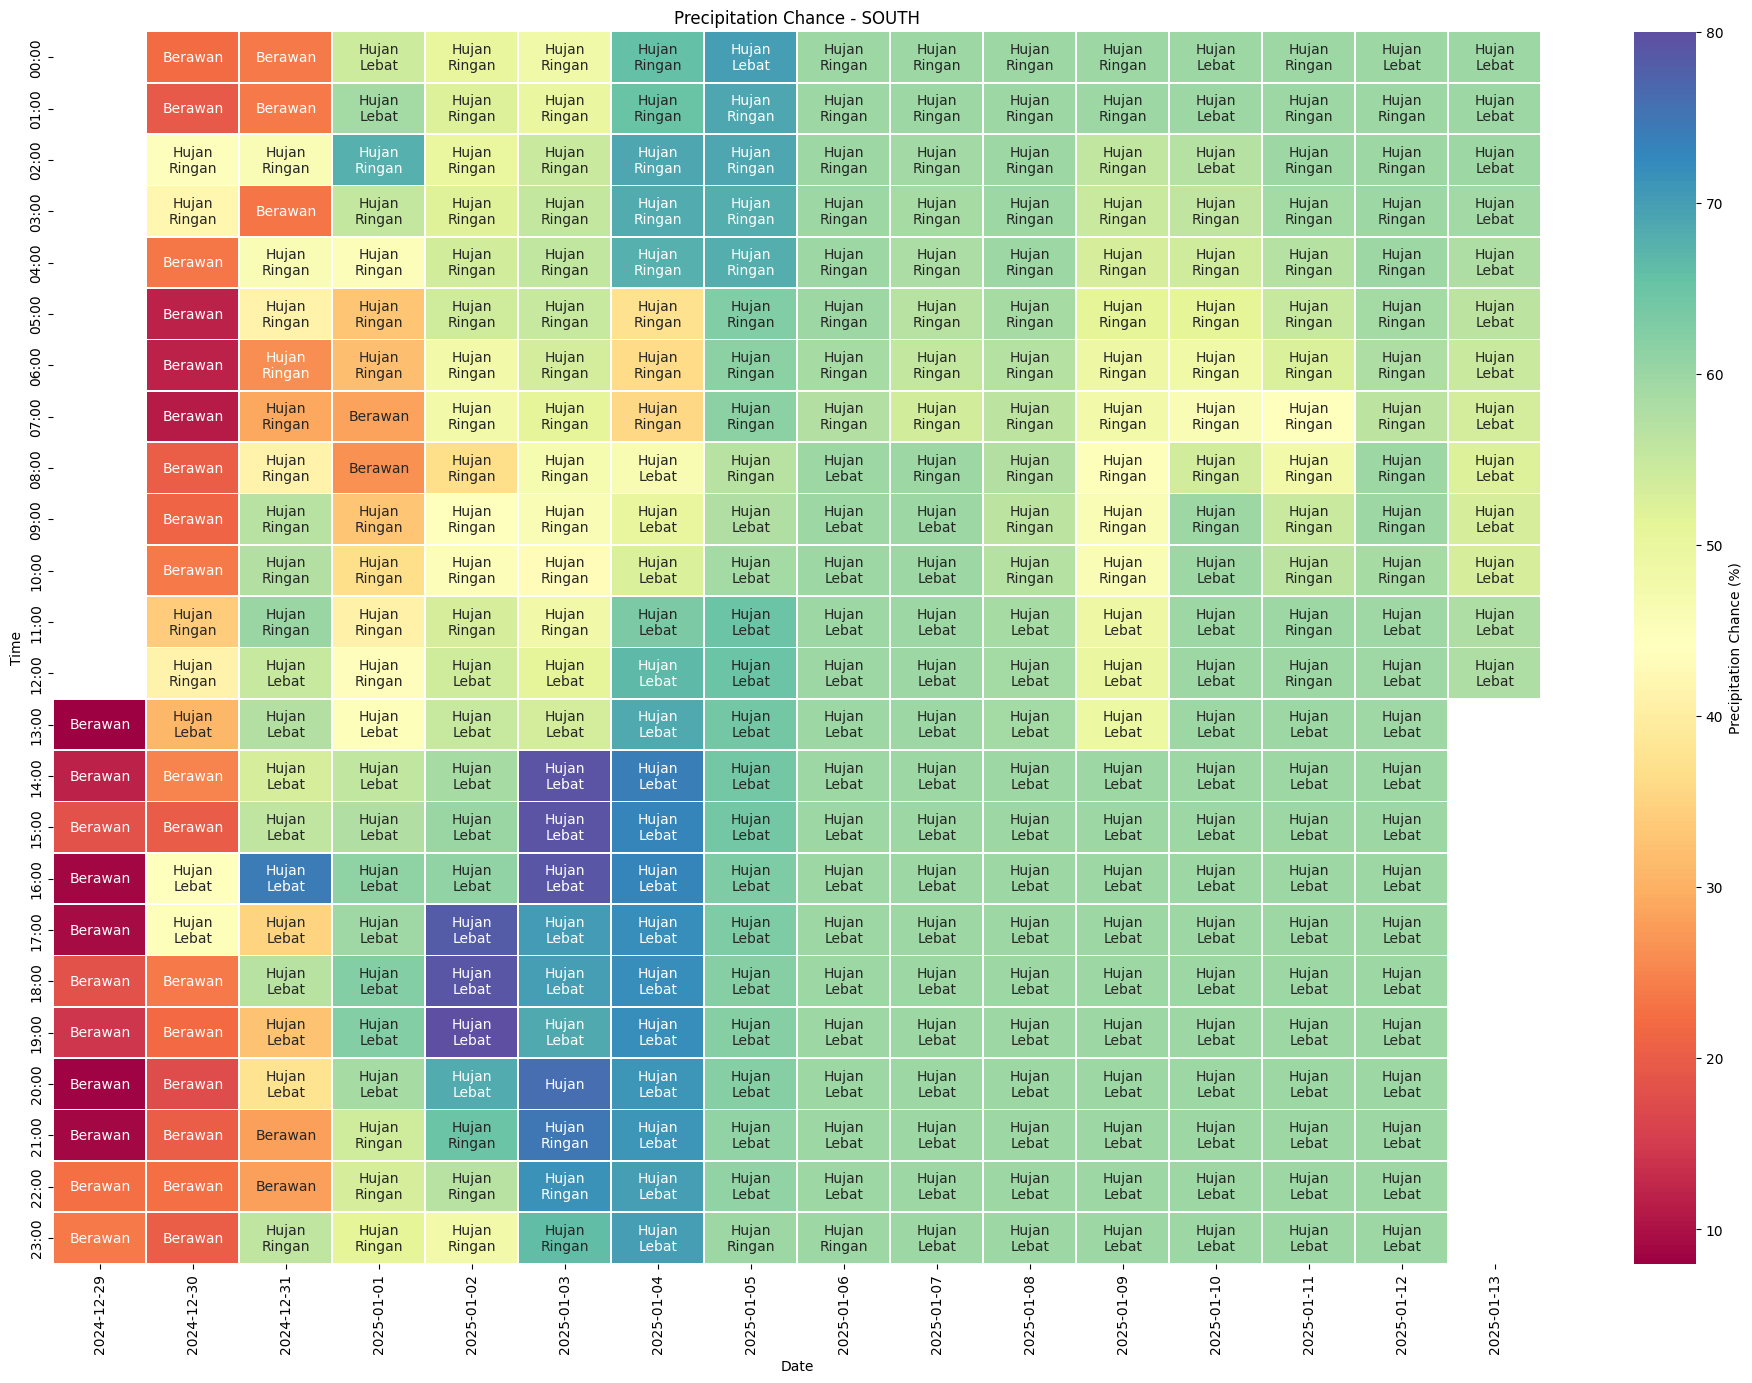 Precipitation Chance - SOUTH
00:00 Berawan Berawan Hujan Lebat Hujan Ringan Hujan Ringan Hujan Ringan Hujan Lebat Hujan Ringan Hujan Ringan Hujan Ringan Hujan Ringan Hujan Lebat Hujan Ringan Hujan Lebat Hujan Lebat
01:00 Berawan Berawan Hujan Lebat Hujan Ringan Hujan Ringan Hujan Ringan Hujan Ringan Hujan Ringan Hujan Ringan Hujan Ringan Hujan Ringan Hujan Lebat Hujan Ringan Hujan Ringan Hujan Lebat
02:00 Hujan Ringan Hujan Ringan Hujan Ringan Hujan Ringan Hujan Ringan Hujan Ringan Hujan Ringan Hujan Ringan Hujan Ringan Hujan Ringan Hujan Ringan Hujan Lebat Hujan Ringan Hujan Ringan Hujan Lebat
03:00 Hujan Ringan Berawan Hujan Ringan Hujan Ringan Hujan Ringan Hujan Ringan Hujan Ringan Hujan Ringan Hujan Ringan Hujan Ringan Hujan Ringan Hujan Ringan Hujan Ringan Hujan Ringan Hujan Lebat
04:00 Berawan Hujan Ringan Hujan Ringan Hujan Ringan Hujan Ringan Hujan Ringan Hujan Ringan Hujan Ringan Hujan Ringan Hujan Ringan Hujan Ringan Hujan Ringan Hujan Ringan Hujan Ringan Hujan Lebat
05:00 Berawan Hujan Ringan Hujan Ringan Hujan Ringan Hujan Ringan Hujan Ringan Hujan Ringan Hujan Ringan Hujan Ringan Hujan Ringan Hujan Ringan Hujan Ringan Hujan Ringan Hujan Ringan Hujan Lebat
06:00 Berawan Hujan Ringan Hujan Ringan Hujan Ringan Hujan Ringan Hujan Ringan Hujan Ringan Hujan Ringan Hujan Ringan Hujan Ringan Hujan Ringan Hujan Ringan Hujan Ringan Hujan Ringan Hujan Lebat
07:00 Berawan Hujan Ringan Berawan Hujan Ringan Hujan Ringan Hujan Ringan Hujan Ringan Hujan Ringan Hujan Ringan Hujan Ringan Hujan Ringan Hujan Ringan Hujan Ringan Hujan Ringan Hujan Lebat
08:00 Berawan Hujan Ringan Berawan Hujan Ringan Hujan Ringan Hujan Lebat Hujan Ringan Hujan Lebat Hujan Ringan Hujan Ringan Hujan Ringan Hujan Ringan Hujan Ringan Hujan Ringan Hujan Lebat
09:00 Berawan Hujan Ringan Hujan Ringan Hujan Ringan Hujan Ringan Hujan Lebat Hujan Lebat Hujan Lebat Hujan Lebat Hujan Ringan Hujan Ringan Hujan Ringan Hujan Ringan Hujan Ringan Hujan Lebat
10:00 Berawan Hujan Ringan Hujan Ringan Hujan Ringan Hujan Ringan Hujan Lebat Hujan Lebat Hujan Lebat Hujan Lebat Hujan Ringan Hujan Ringan Hujan Lebat Hujan Ringan Hujan Ringan Hujan Lebat
11:00 Hujan Ringan Hujan Ringan Hujan Ringan Hujan Ringan Hujan Ringan Hujan Lebat Hujan Lebat Hujan Lebat Hujan Lebat Hujan Lebat Hujan Lebat Hujan Lebat Hujan Ringan Hujan Lebat Hujan Lebat
12:00 Hujan Ringan Hujan Lebat Hujan Ringan Hujan Lebat Hujan Lebat Hujan Lebat Hujan Lebat Hujan Lebat Hujan Lebat Hujan Lebat Hujan Lebat Hujan Lebat Hujan Ringan Hujan Lebat Hujan Lebat
13:00 Berawan Hujan Lebat Hujan Lebat Hujan Lebat Hujan Lebat Hujan Lebat Hujan Lebat Hujan Lebat Hujan Lebat Hujan Lebat Hujan Lebat Hujan Lebat Hujan Lebat Hujan Lebat Hujan Lebat
14:00 Berawan Berawan Hujan Lebat Hujan Lebat Hujan Lebat Hujan Lebat Hujan Lebat Hujan Lebat Hujan Lebat Hujan Lebat Hujan Lebat Hujan Lebat Hujan Lebat Hujan Lebat Hujan Lebat
15:00 Berawan Berawan Hujan Lebat Hujan Lebat Hujan Lebat Hujan Lebat Hujan Lebat Hujan Lebat Hujan Lebat Hujan Lebat Hujan Lebat Hujan Lebat Hujan Lebat Hujan Lebat Hujan Lebat
16:00 Berawan Hujan Lebat Hujan Lebat Hujan Lebat Hujan Lebat Hujan Lebat Hujan Lebat Hujan Lebat Hujan Lebat Hujan Lebat Hujan Lebat Hujan Lebat Hujan Lebat Hujan Lebat Hujan Lebat
17:00 Berawan Hujan Lebat Hujan Lebat Hujan Lebat Hujan Lebat Hujan Lebat Hujan Lebat Hujan Lebat Hujan Lebat Hujan Lebat Hujan Lebat Hujan Lebat Hujan Lebat Hujan Lebat Hujan Lebat
18:00 Berawan Berawan Hujan Lebat Hujan Lebat Hujan Lebat Hujan Lebat Hujan Lebat Hujan Lebat Hujan Lebat Hujan Lebat Hujan Lebat Hujan Lebat Hujan Lebat Hujan Lebat Hujan Lebat
19:00 Berawan Berawan Hujan Lebat Hujan Lebat Hujan Lebat Hujan Lebat Hujan Lebat Hujan Lebat Hujan Lebat Hujan Lebat Hujan Lebat Hujan Lebat Hujan Lebat Hujan Lebat Hujan Lebat
20:00 Berawan Berawan Hujan Lebat Hujan Lebat Hujan Lebat Hujan Hujan Lebat Hujan Lebat Hujan Lebat Hujan Lebat Hujan Lebat Hujan Lebat Hujan Lebat Hujan Lebat Hujan Lebat
21:00 Berawan Berawan Berawan Hujan Ringan Hujan Ringan Hujan Ringan Hujan Lebat Hujan Lebat Hujan Lebat Hujan Lebat Hujan Lebat Hujan Lebat Hujan Lebat Hujan Lebat Hujan Lebat
22:00 Berawan Berawan Berawan Hujan Ringan Hujan Ringan Hujan Ringan Hujan Lebat Hujan Lebat Hujan Lebat Hujan Lebat Hujan Lebat Hujan Lebat Hujan Lebat Hujan Lebat Hujan Lebat
23:00 Berawan Berawan Hujan Ringan Hujan Ringan Hujan Ringan Hujan Ringan Hujan Lebat Hujan Ringan Hujan Ringan Hujan Lebat Hujan Lebat Hujan Lebat Hujan Lebat Hujan Lebat Hujan Lebat
Time
2024-12-29 2024-12-30 2024-12-31 2025-01-01 2025-01-02 2025-01-03 2025-01-04 2025-01-05 2025-01-06 2025-01-07 2025-01-08 2025-01-09 2025-01-10 2025-01-11 2025-01-12 2025-01-13
Date
80
70
60
50
40
30
20
10
Precipitation Chance (%)